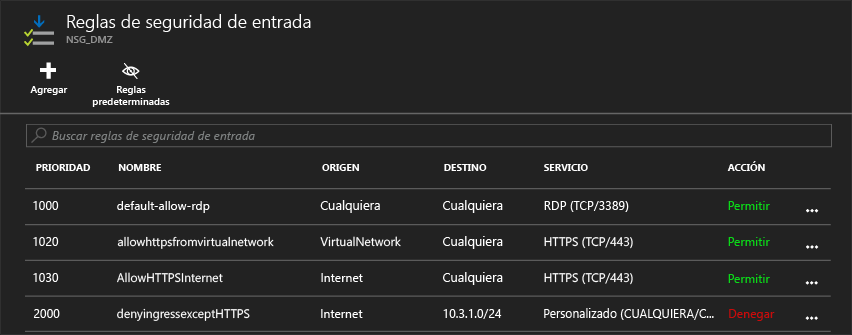 Reglas de seguridad de entrada
NSG_DMZ
Agregar
Reglas
predeterminadas
Buscar reglas de seguridad de entrada
PRIORIDAD NOMBRE ORIGEN DESTINO SERVICIO ACCIÓN
1000 default-allow-rdp Cualquiera Cualquiera RDP (TCP/3389) Permitir ...
1020 allowhttpsfromvirtualnetwork VirtualNetwork Cualquiera HTTPS (TCP/443) Permitir ...
1030 AllowHTTPSInternet Internet Cualquiera HTTPS (TCP/443) Permitir ...
2000 denyingressexceptHTTPS Internet 10.3.1.0/24 Personalizado (CUALQUIERA/C... Denegar ...